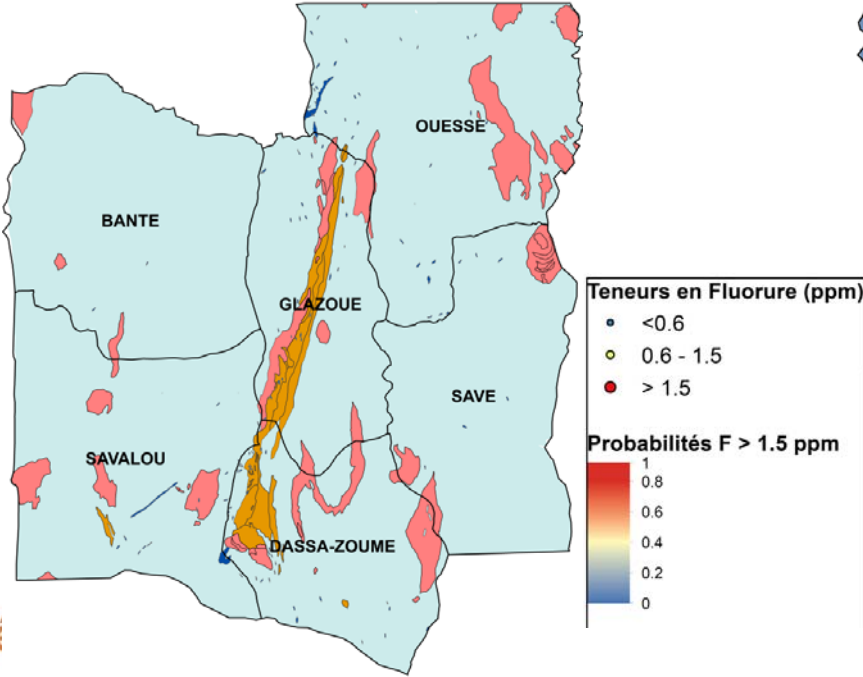 OUESSE
BANTE
GLAZOUE
SAVE
SAVALOU
DASSA-ZOUME
Teneurs en Fluorure (ppm)
<0.6
0.6 - 1.5
> 1.5
Probabilités F > 1.5 ppm
1
0.8
0.6
0.4
0.2
0